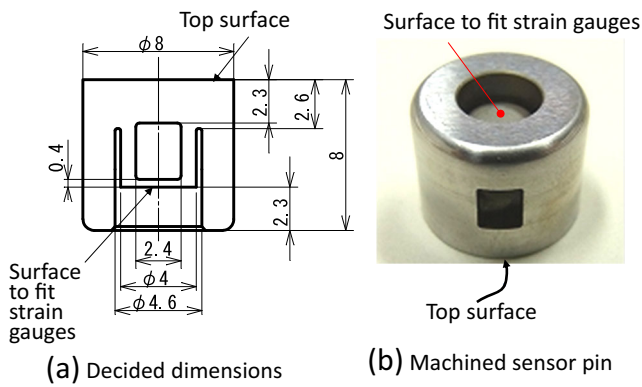 Top surface
φ8
2.3
2.6
8
0.4
2.3
2.4
φ4
φ4.6
Surface
to fit
strain
gauges
(a) Decided dimensions
Surface to fit strain gauges
Top surface
(b) Machined sensor pin